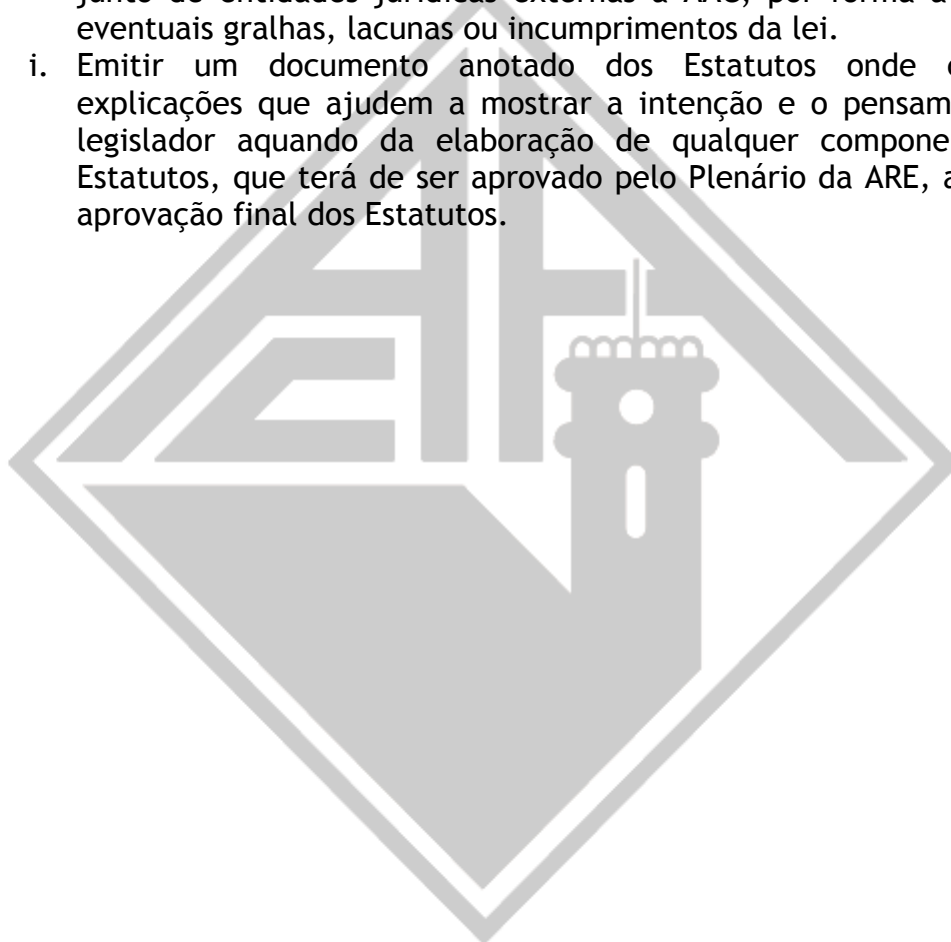 eventuais gralhas, lacunas ou incumprimentos da lei.
i. Emitir um documento anotado dos Estatutos onde
explicações que ajudem a mostrar a intenção e o
legislador aquando da elaboração de qualquer
Estatutos, que terá de ser aprovado pelo Plenário da ARE,
aprovação final dos Estatutos.